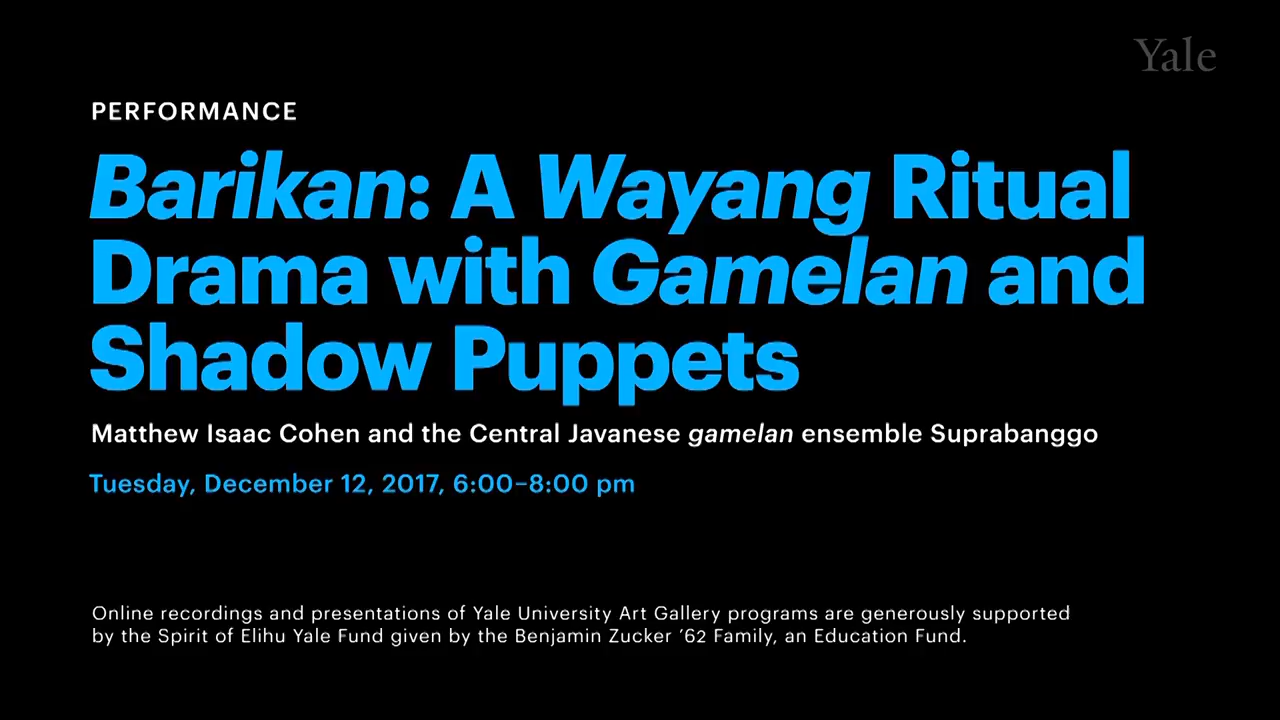 Yale
PERFORMANCE
Barikan: A Wayang Ritual
Drama with Gamelan and
Shadow Puppets
Matthew Isaac Cohen and the Central Javanese gamelan ensemble Suprabanggo
Tuesday, December 12, 2017, 6:00–8:00 pm
Online recordings and presentations of Yale University Art Gallery programs are generously supported
by the Spirit of Elihu Yale Fund given by the Benjamin Zucker ’62 Family, an Education Fund.